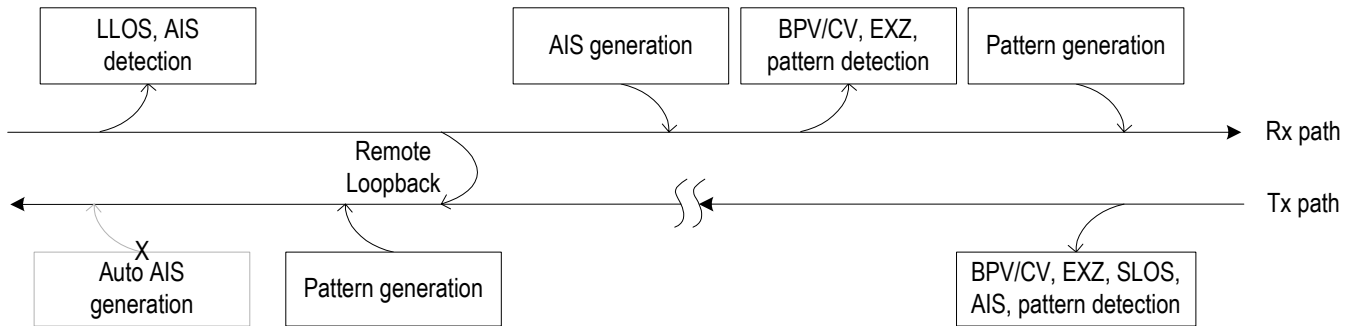 LLOS, AIS
detection
AIS generation
BPV/CV, EXZ,
pattern detection
Pattern generation
Rx path
Remote
Loopback
Tx path
X
Auto AIS
generation
Pattern generation
BPV/CV, EXZ, SLOS,
AIS, pattern detection